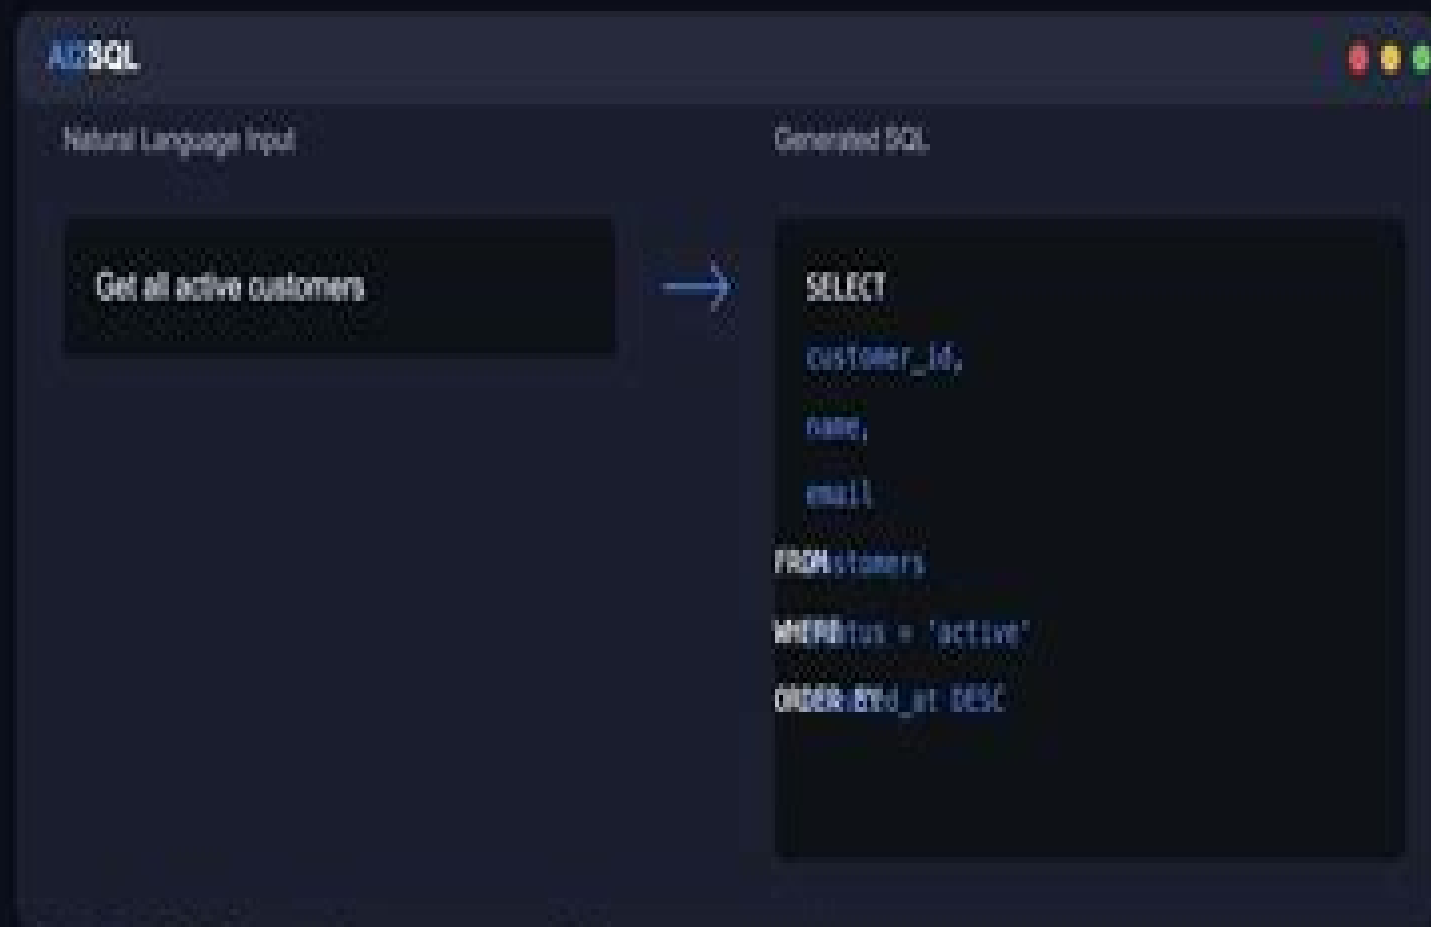 AI2SQL
Natural Language Input
Generated SQL
Get all active customers
SELECT
customer_id,
name,
email
FROM
WHERE = 'active'
ORDER BY DESC